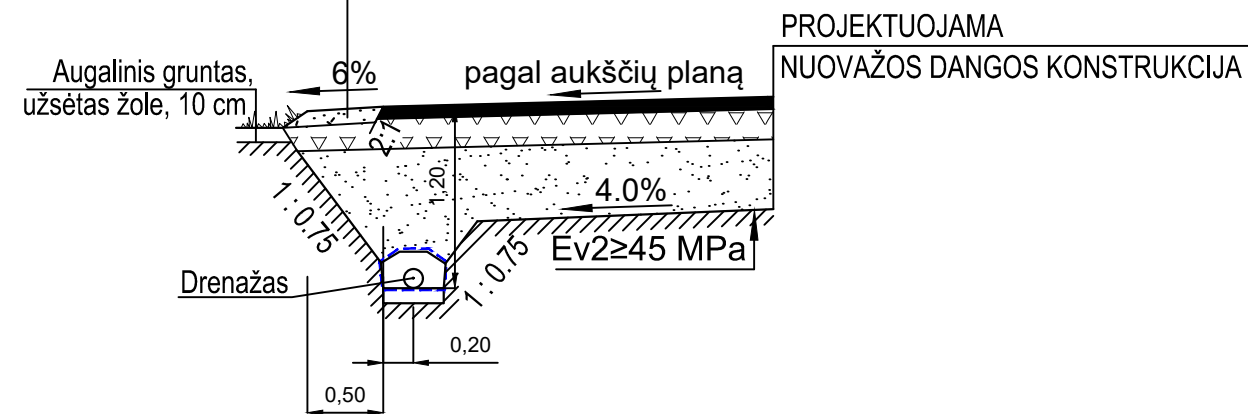 PROJEKTUOJAMA
NUOVAŽOS DANGOS KONSTRUKCIJA
Augalinis gruntas,
užsėtas žole, 10 cm
6%
pagal aukščių planą
2:1
1,20
4.0%
1:0.75
Ev2≥45 MPa
1:0.75
Drenažas
0,20
0,50